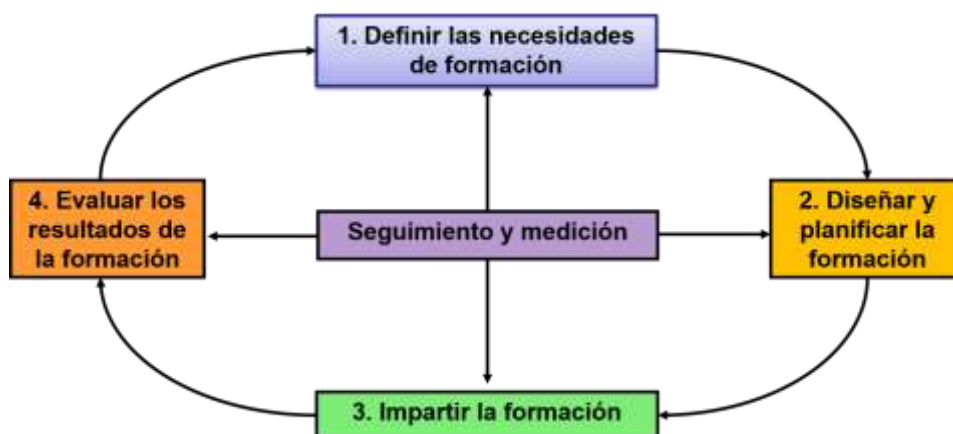 1. Definir las necesidades
de formación
4. Evaluar los
resultados de
la formación
Seguimiento y medición
2. Diseñar y
planificar la
formación
3. Impartir la formación